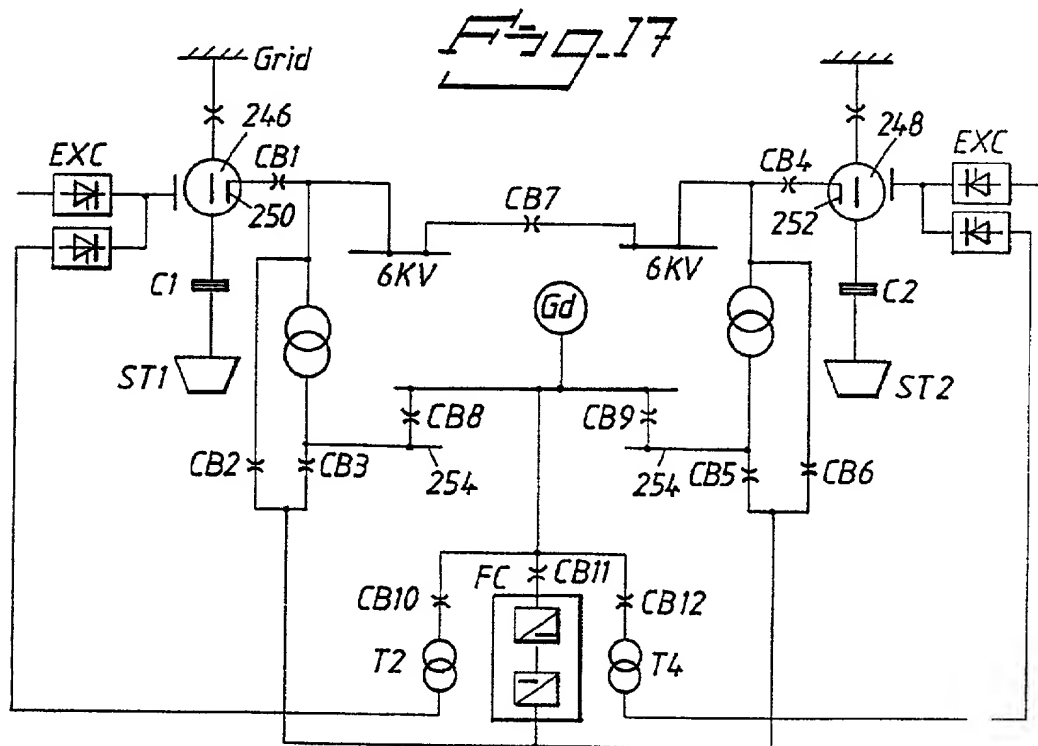 Fig.17
Grid
246
EXC
CB1
250
CB7
CB4
248
EXC
252
6KV
6KV
C1
Gd
C2
ST1
ST2
CB8
CB9
CB2
CB3
254
254
CB5
CB6
FC
CB11
CB10
CB12
T2
T4